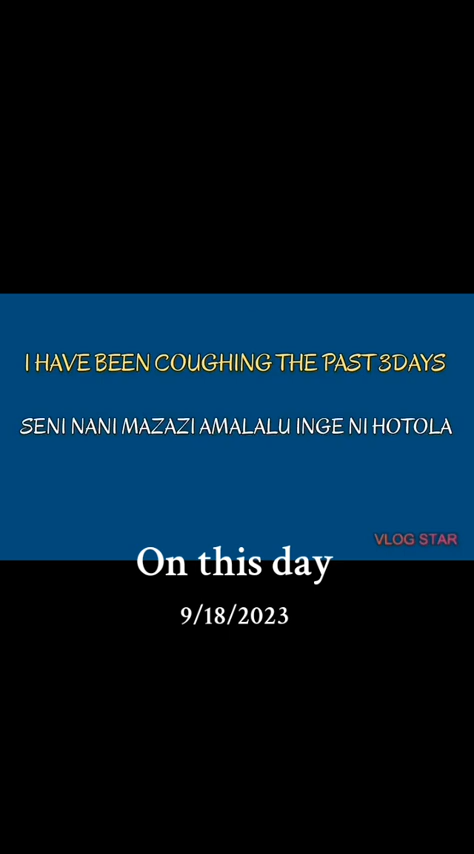 I HAVE BEEN COUGHING THE PAST 3DAYS
SENI NANI MAZAZI AMALALU INGE NI HOTOLA
VLOG STAR
On this day
9/18/2023